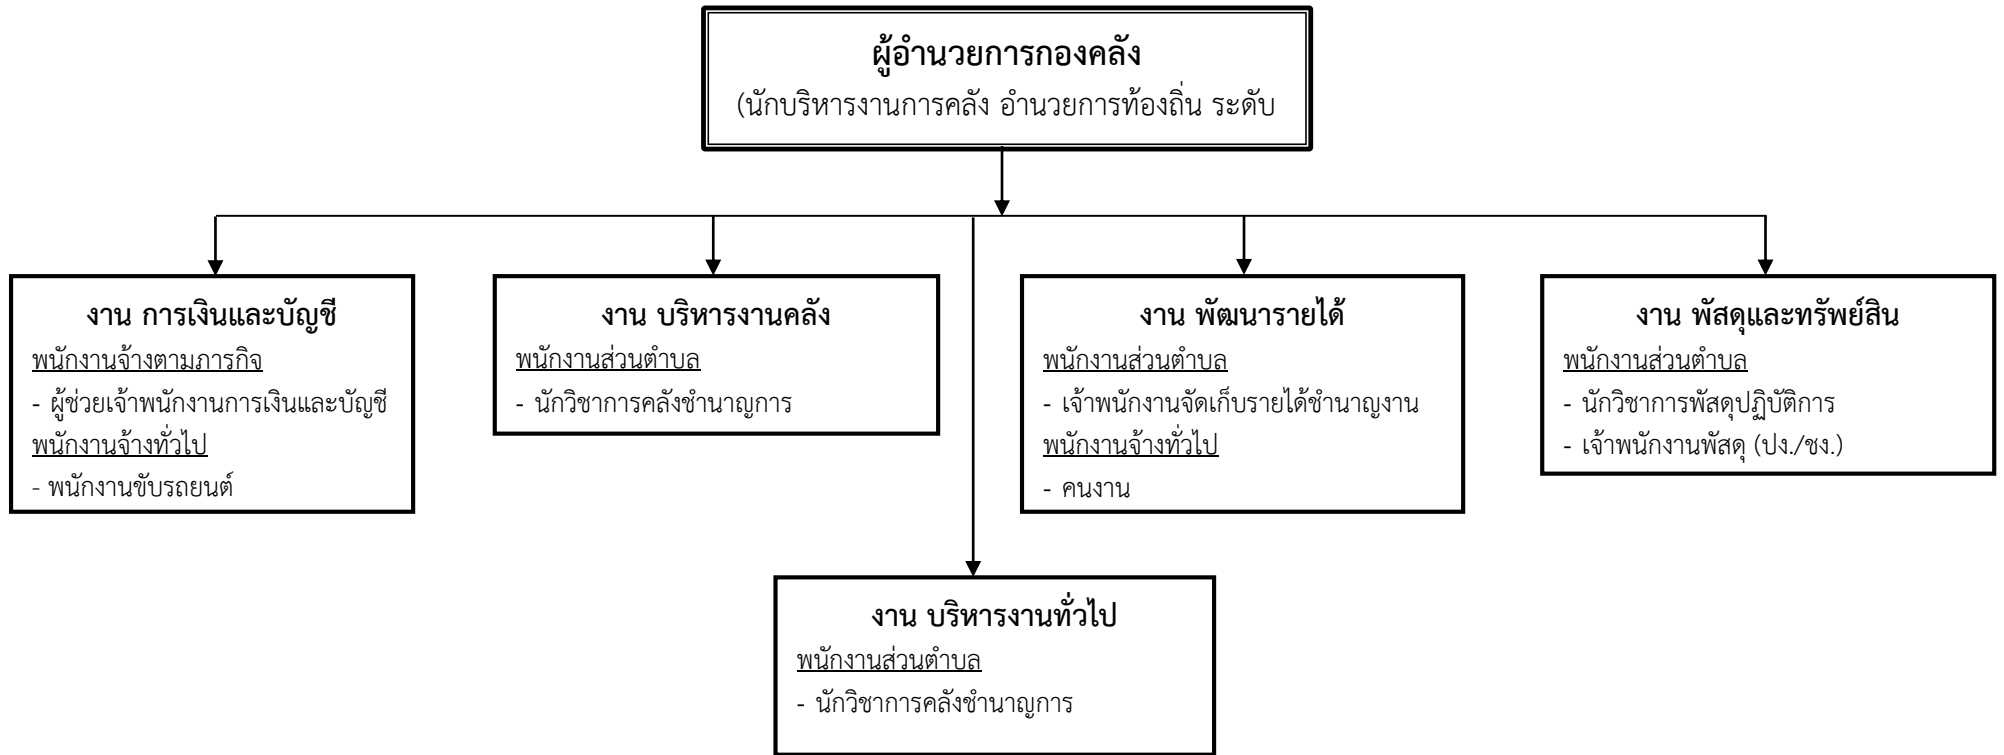 ผู้อำนวยการกองคลัง
(นักบริหารงานการคลัง อำนวยการท้องถิ่น ระดับ
งาน การเงินและบัญชี
พนักงานจ้างตามภารกิจ
- ผู้ช่วยเจ้าพนักงานการเงินและบัญชี
พนักงานจ้างทั่วไป
- พนักงานขับรถยนต์
งาน บริหารงานคลัง
พนักงานส่วนตำบล
- นักวิชาการคลังชำนาญการ
งาน พัฒนารายได้
พนักงานส่วนตำบล
- เจ้าพนักงานจัดเก็บรายได้ชำนาญงาน
พนักงานจ้างทั่วไป
- คนงาน
งาน พัสดุและทรัพย์สิน
พนักงานส่วนตำบล
- นักวิชาการพัสดุปฏิบัติการ
- เจ้าพนักงานพัสดุ (ปง./ชง.)
งาน บริหารงานทั่วไป
พนักงานส่วนตำบล
- นักวิชาการคลังชำนาญการ